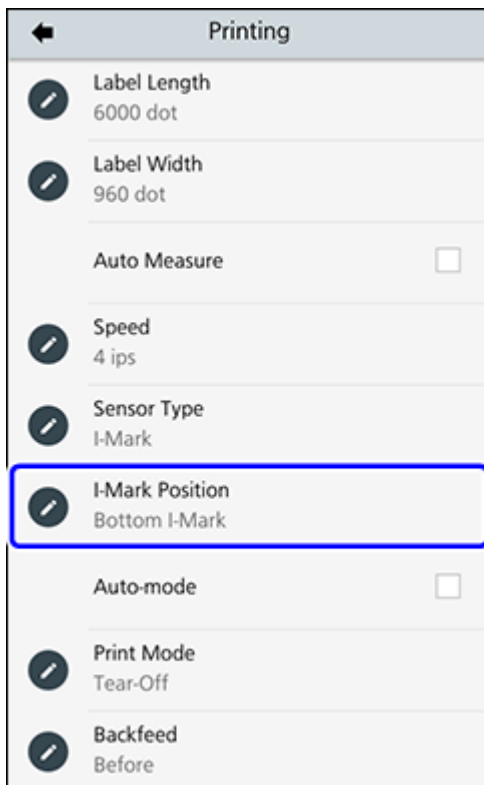 Printing
Label Length
6000 dot
Label Width
960 dot
Auto Measure
Speed
4 ips
Sensor Type
I-Mark
I-Mark Position
Bottom I-Mark
Auto-mode
Print Mode
Tear-Off
Backfeed
Before